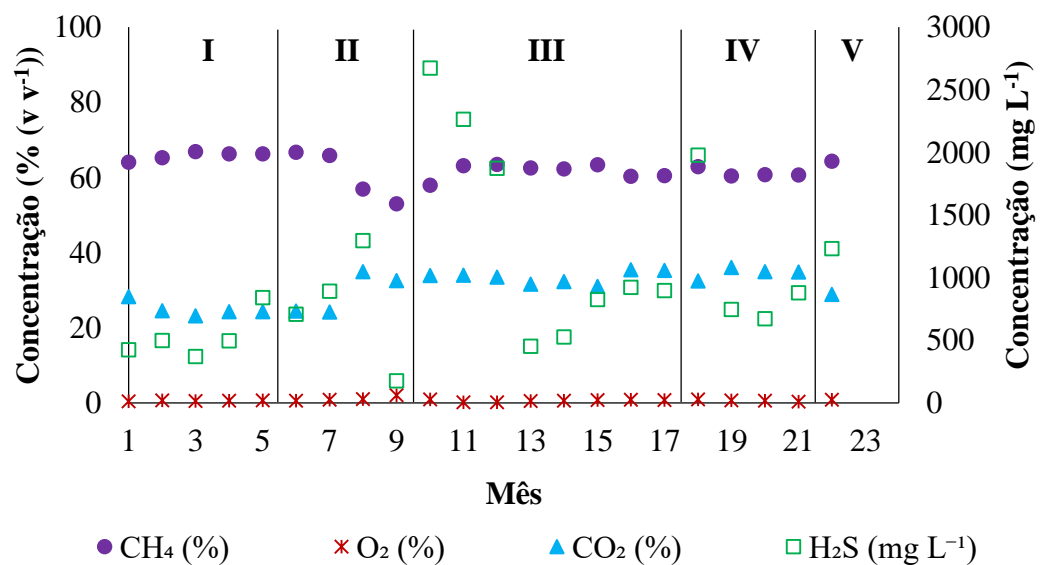 Concentração (% (v v⁻¹))
100
80
60
40
20
0
I II III IV V
3000
2500
2000
1500
1000
500
0
Concentração (mg L⁻¹)
1 3 5 7 9 11 13 15 17 19 21 23
Mês
CH₄ (%) O₂ (%) CO₂ (%) H₂S (mg L⁻¹)